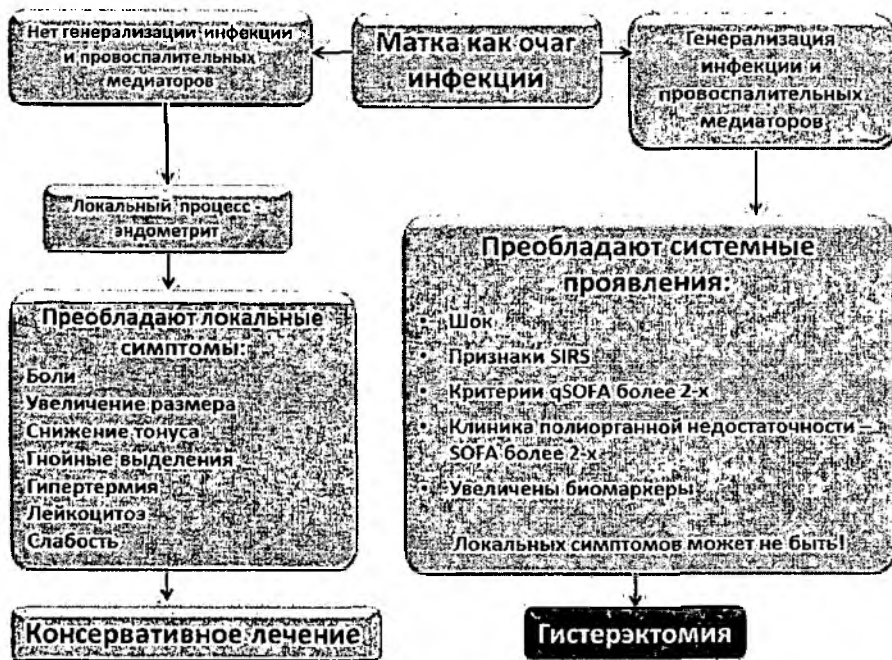 Матка как очаг
инфекции
Нет генерализации инфекции
и провоспалительных
медиаторов
Генерализация
инфекции и
провоспалительных
медиаторов
Локальный процесс -
эндометрит
Преобладают локальные
симптомы:
Боли
Увеличение размера
Снижение тонуса
Гнойные выделения
Гипертермия
Лейкоцитоз
Слабость
Консервативное лечение
Преобладают системные
проявления:
• Шок
• Признаки SIRS
• Критерии qSOFA более 2-х
• Клиника полиорганной недостаточности –
SOFA более 2-х
• Увеличены биомаркеры
Локальных симптомов может не быть!
Гистерэктомия